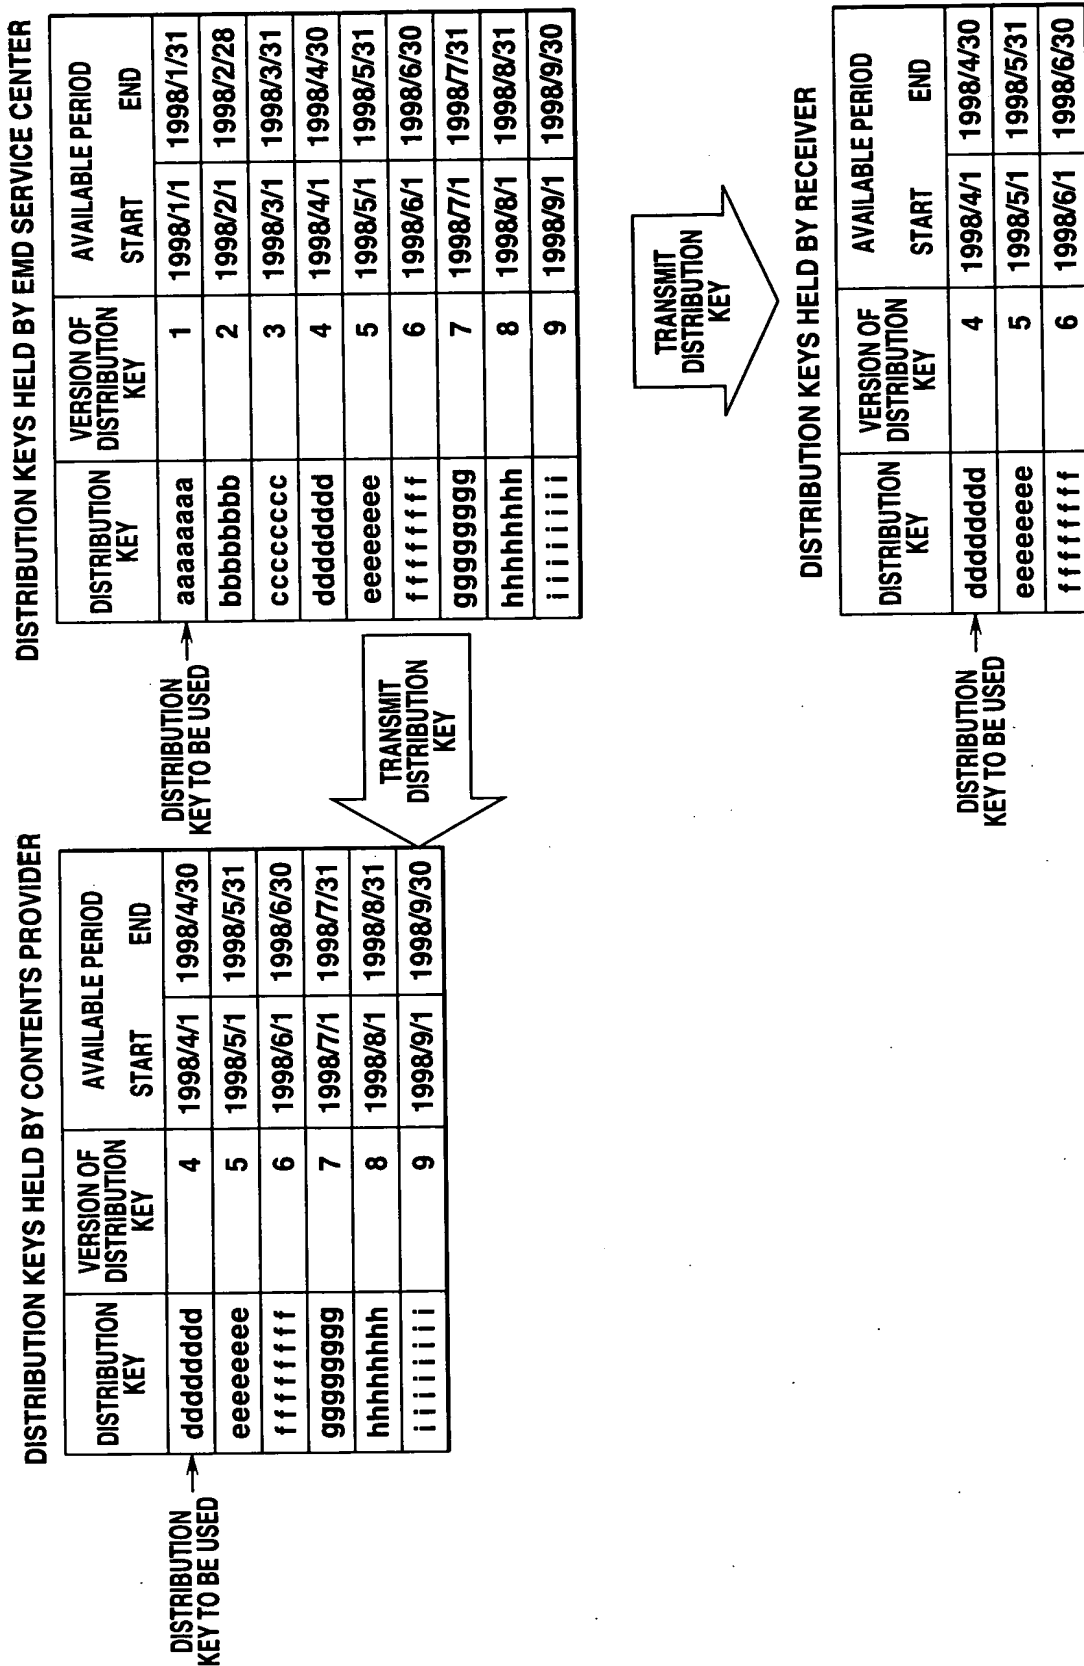 DISTRIBUTION KEYS HELD BY CONTENTS PROVIDER
DISTRIBUTION
KEY
VERSION OF
DISTRIBUTION
KEY
AVAILABLE PERIOD
START END
DISTRIBUTION
KEY TO BE USED
dddddddd 4 1998/4/1 1998/4/30
eeeeeeee 5 1998/5/1 1998/5/31
ffffffff 6 1998/6/1 1998/6/30
gggggggg 7 1998/7/1 1998/7/31
hhhhhhhh 8 1998/8/1 1998/8/31
iiiiiiii 9 1998/9/1 1998/9/30
TRANSMIT
DISTRIBUTION
KEY
DISTRIBUTION KEYS HELD BY EMD SERVICE CENTER
DISTRIBUTION
KEY
VERSION OF
DISTRIBUTION
KEY
AVAILABLE PERIOD
START END
DISTRIBUTION
KEY TO BE USED
aaaaaaaa 1 1998/1/1 1998/1/31
bbbbbbbb 2 1998/2/1 1998/2/28
cccccccc 3 1998/3/1 1998/3/31
dddddddd 4 1998/4/1 1998/4/30
eeeeeeee 5 1998/5/1 1998/5/31
ffffffff 6 1998/6/1 1998/6/30
gggggggg 7 1998/7/1 1998/7/31
hhhhhhhh 8 1998/8/1 1998/8/31
iiiiiiii 9 1998/9/1 1998/9/30
TRANSMIT
DISTRIBUTION
KEY
DISTRIBUTION KEYS HELD BY RECEIVER
DISTRIBUTION
KEY
VERSION OF
DISTRIBUTION
KEY
AVAILABLE PERIOD
START END
DISTRIBUTION
KEY TO BE USED
dddddddd 4 1998/4/1 1998/4/30
eeeeeeee 5 1998/5/1 1998/5/31
ffffffff 6 1998/6/1 1998/6/30